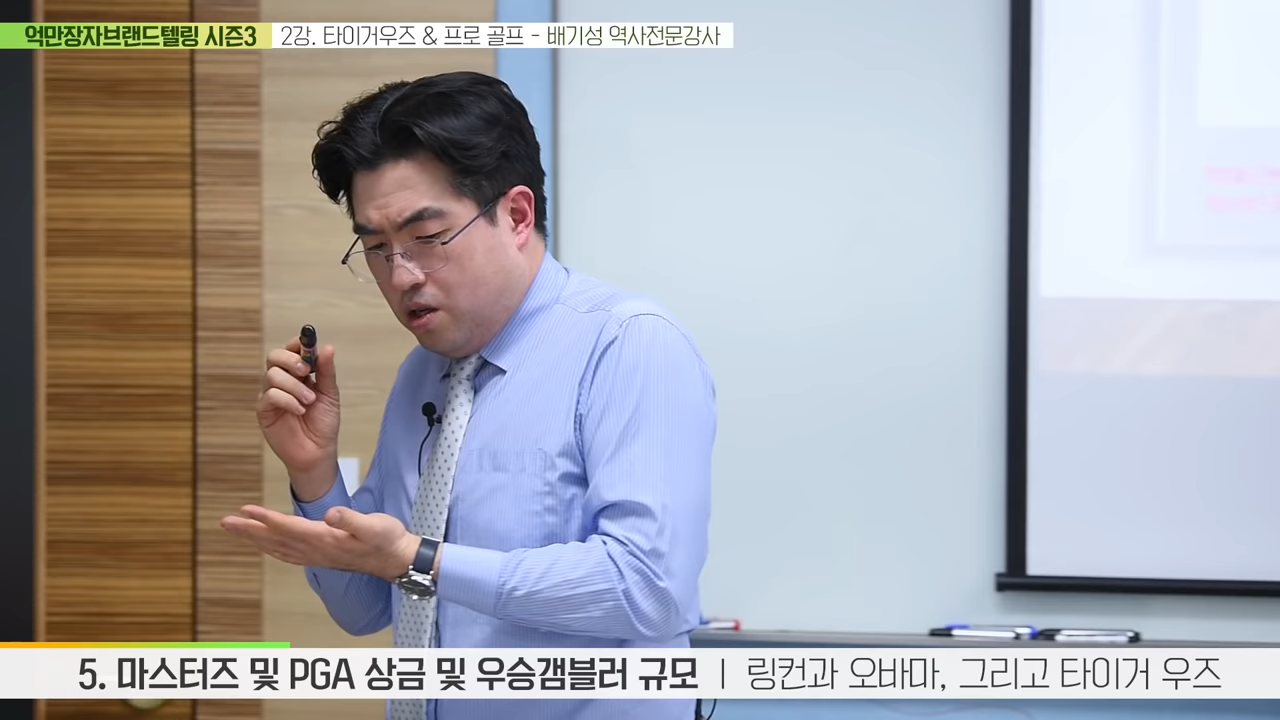 억만장자브랜드텔링 시즌3 2강. 타이거우즈 & 프로 골프 - 배기성 역사전문강사
5. 마스터즈 및 PGA 상금 및 우승갬블러 규모 | 링컨과 오바마, 그리고 타이거 우즈